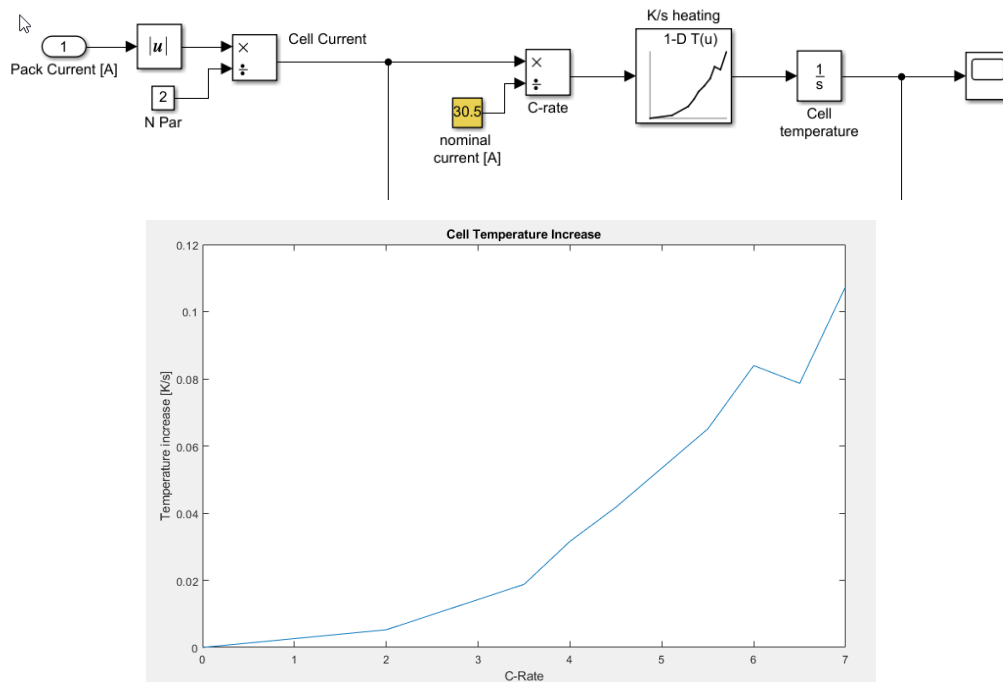 K/s heating
1
Pack Current [A]
|u|
×
÷
Cell Current
2
N Par
×
÷
C-rate
30.5
nominal
current [A]
1-D T(u)
1
s
Cell
temperature
Cell Temperature Increase
Temperature increase [K/s]
0.12
0.1
0.08
0.06
0.04
0.02
0
0 1 2 3 4 5 6 7
C-Rate